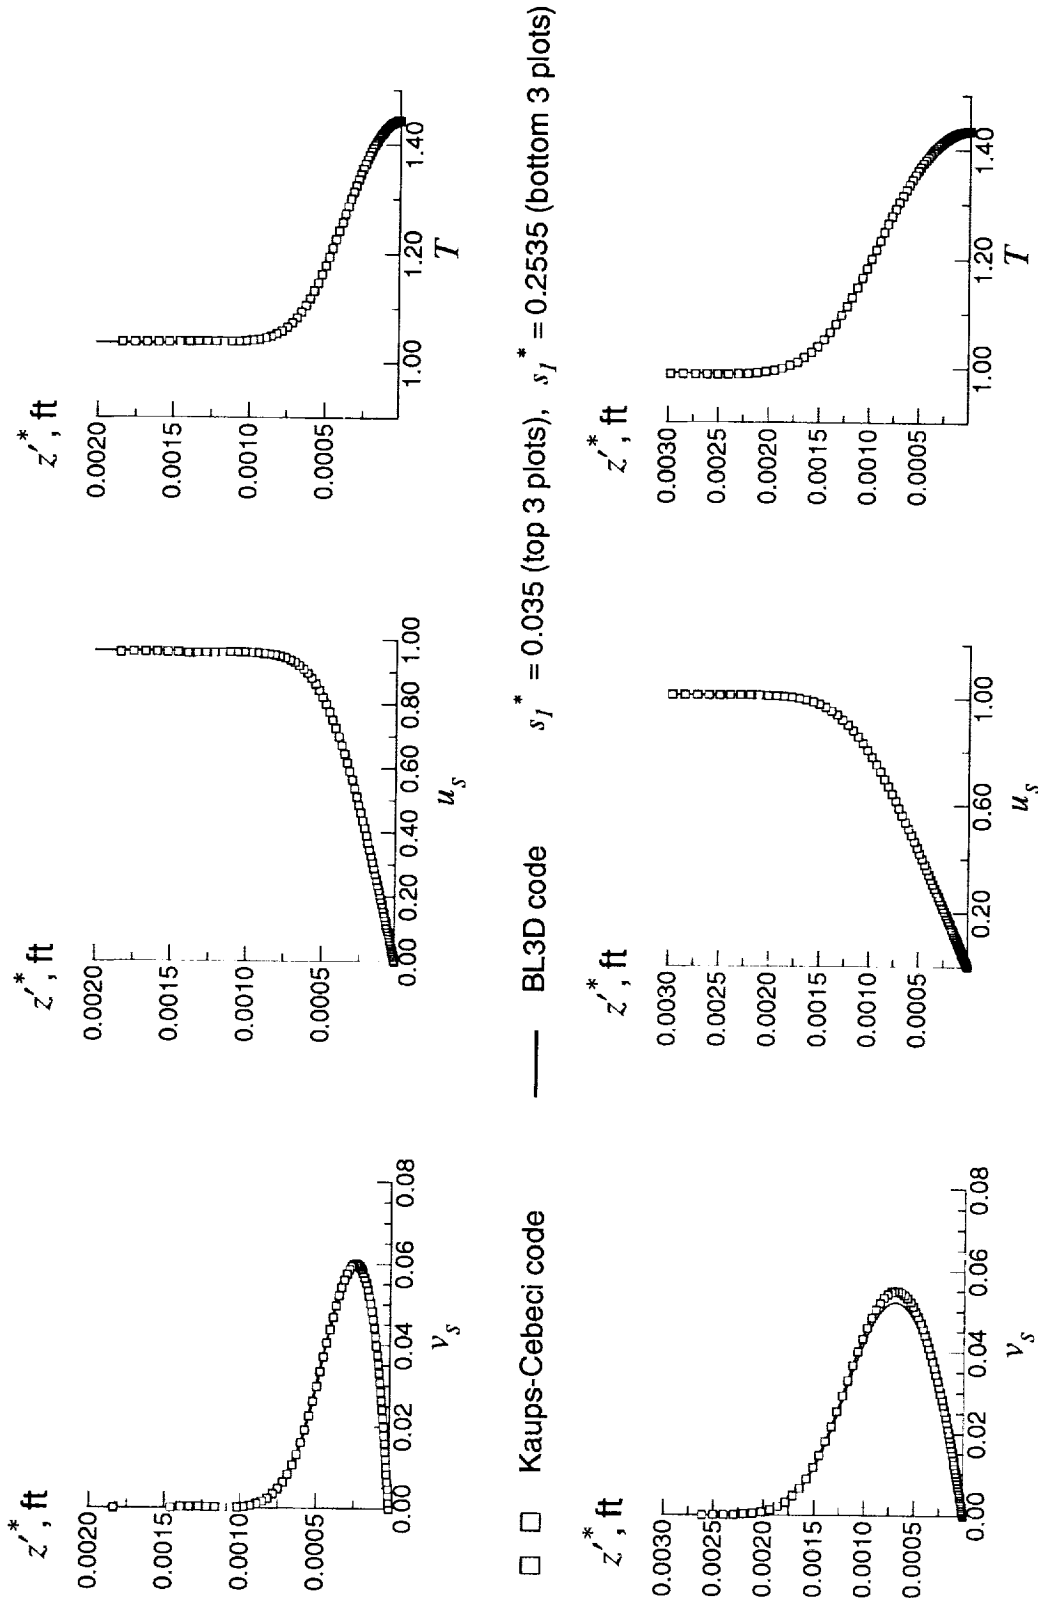 z′*, ft
0.0020
0.0015
0.0010
0.0005
0.00 0.02 0.04 0.06 0.08
v_s
z′*, ft
0.0020
0.0015
0.0010
0.0005
0.00 0.20 0.40 0.60 0.80 1.00
u_s
z′*, ft
0.0020
0.0015
0.0010
0.0005
1.00 1.20 1.40
T
□ □ Kaups-Cebeci code — BL3D code s_1* = 0.035 (top 3 plots), s_1* = 0.2535 (bottom 3 plots)
z′*, ft
0.0030
0.0025
0.0020
0.0015
0.0010
0.0005
0.00 0.02 0.04 0.06 0.08
v_s
z′*, ft
0.0030
0.0025
0.0020
0.0015
0.0010
0.0005
0.20 0.60 1.00
u_s
z′*, ft
0.0030
0.0025
0.0020
0.0015
0.0010
0.0005
1.00 1.20 1.40
T